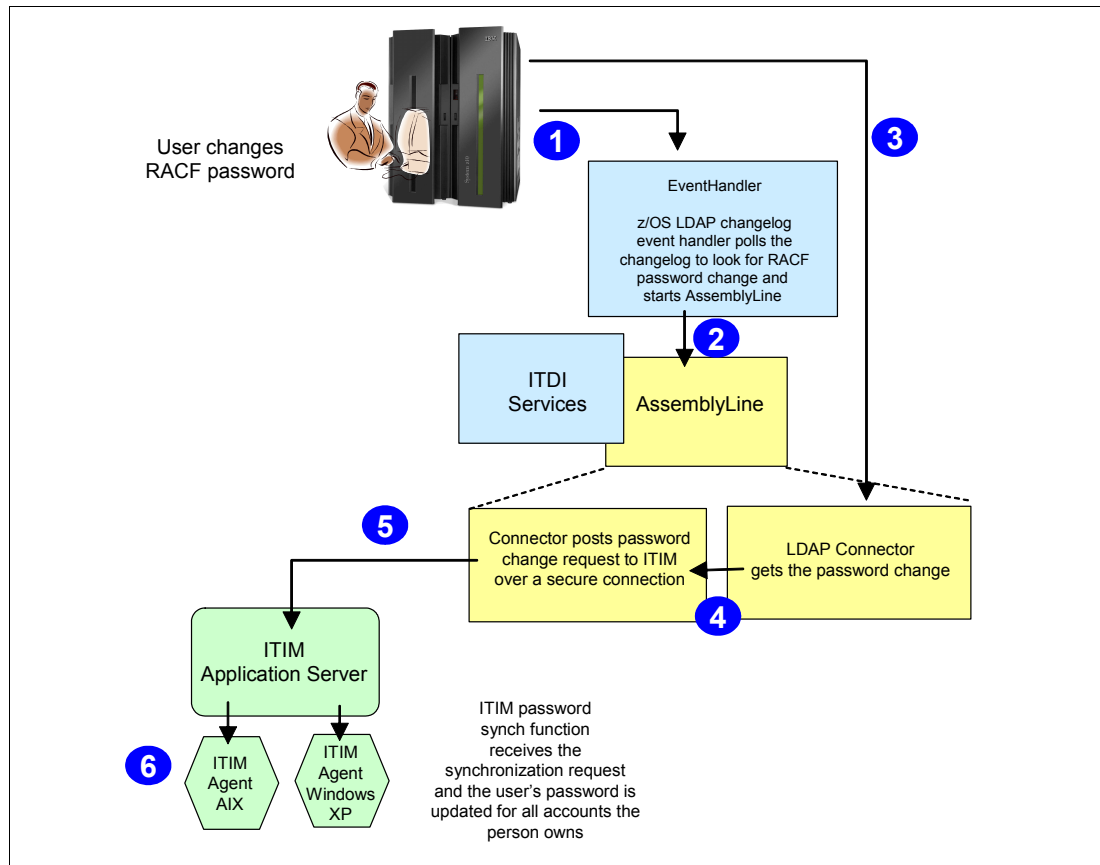 IBM
User changes
RACF password
1
3
EventHandler
z/OS LDAP changelog
event handler polls the
changelog to look for RACF
password change and
starts AssemblyLine
2
ITDI
Services
AssemblyLine
5
Connector posts password
change request to ITIM
over a secure connection
LDAP Connector
gets the password change
4
ITIM
Application Server
6
ITIM
Agent
AIX
ITIM
Agent
Windows
XP
ITIM password
synch function
receives the
synchronization request
and the user's password is
updated for all accounts the
person owns